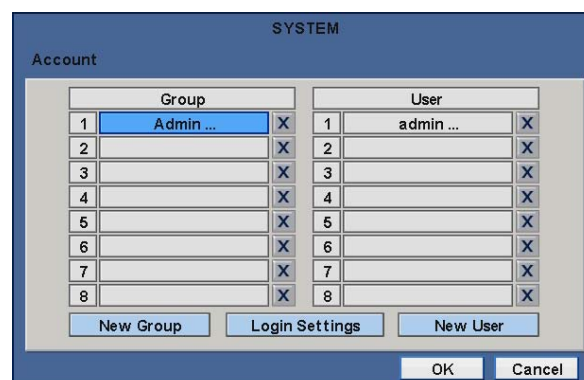 SYSTEM
Account
Group User
1 Admin ... X 1 admin ... X
2 X 2 X
3 X 3 X
4 X 4 X
5 X 5 X
6 X 6 X
7 X 7 X
8 X 8 X
New Group Login Settings New User
OK Cancel